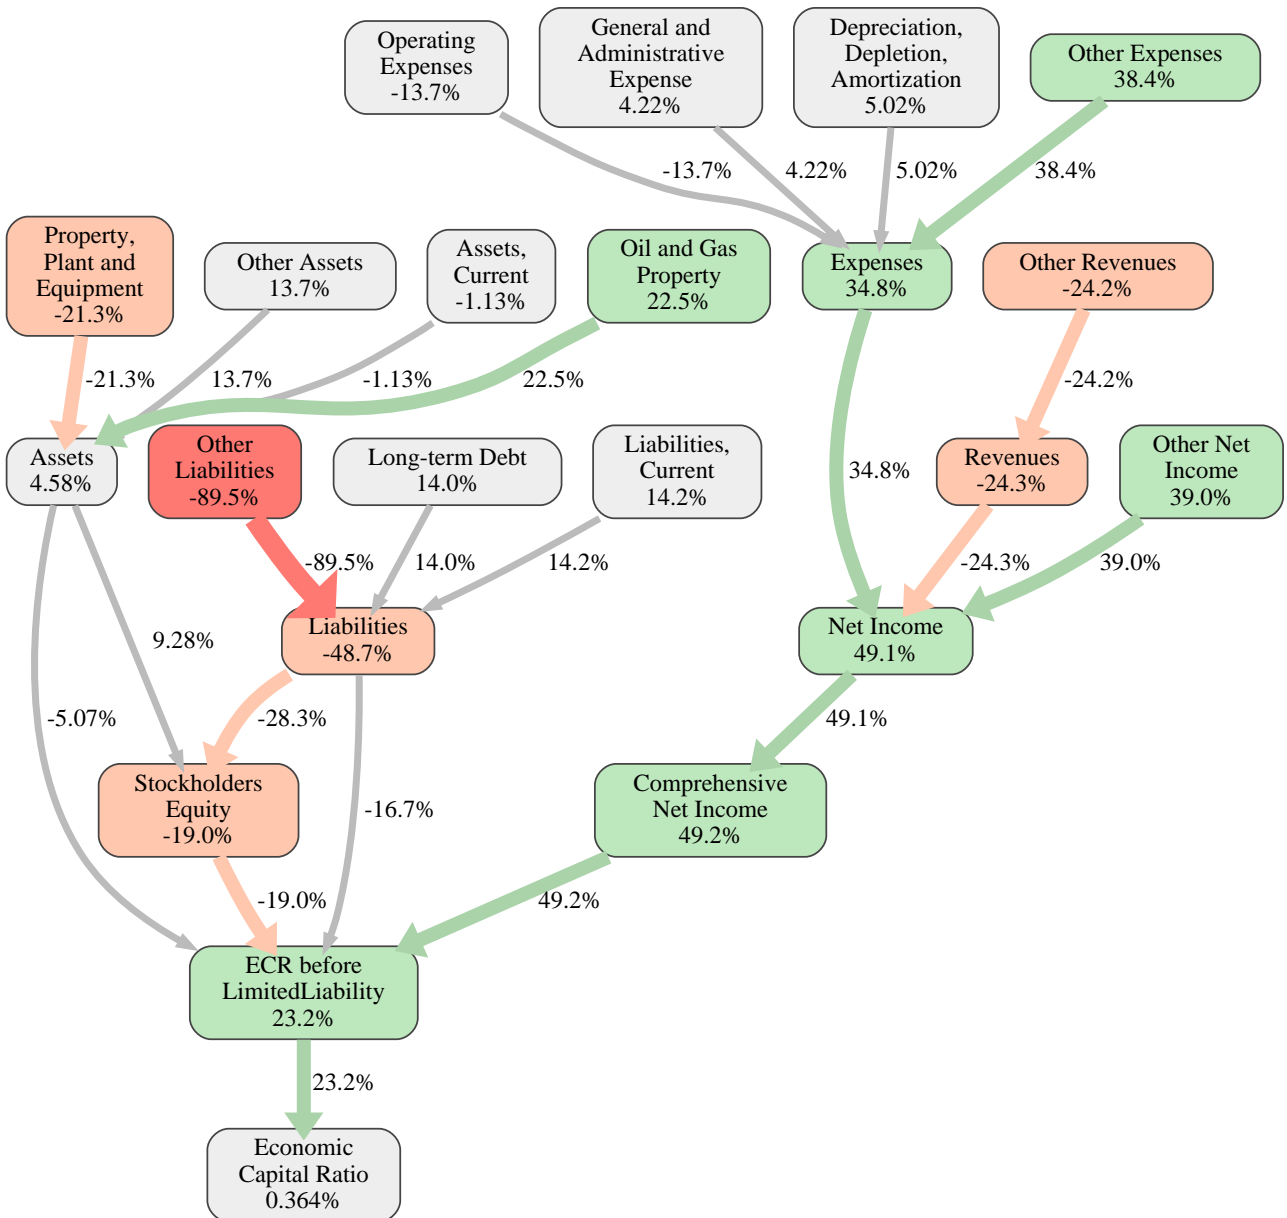 Operating
Expenses
-13.7%
General and
Administrative
Expense
4.22%
Depreciation,
Depletion,
Amortization
5.02%
Other Expenses
38.4%
-13.7%
4.22%
5.02%
38.4%
Property,
Plant and
Equipment
-21.3%
Other Assets
13.7%
Assets,
Current
-1.13%
Oil and Gas
Property
22.5%
Expenses
34.8%
Other Revenues
-24.2%
-21.3%
13.7%
-1.13%
22.5%
-24.2%
Assets
4.58%
Other
Liabilities
-89.5%
Long-term Debt
14.0%
Liabilities,
Current
14.2%
34.8%
Revenues
-24.3%
Other Net
Income
39.0%
-89.5%
14.0%
14.2%
-24.3%
39.0%
9.28%
Liabilities
-48.7%
Net Income
49.1%
-5.07%
-28.3%
49.1%
Stockholders
Equity
-19.0%
-16.7%
Comprehensive
Net Income
49.2%
-19.0%
49.2%
ECR before
LimitedLiability
23.2%
23.2%
Economic
Capital Ratio
0.364%